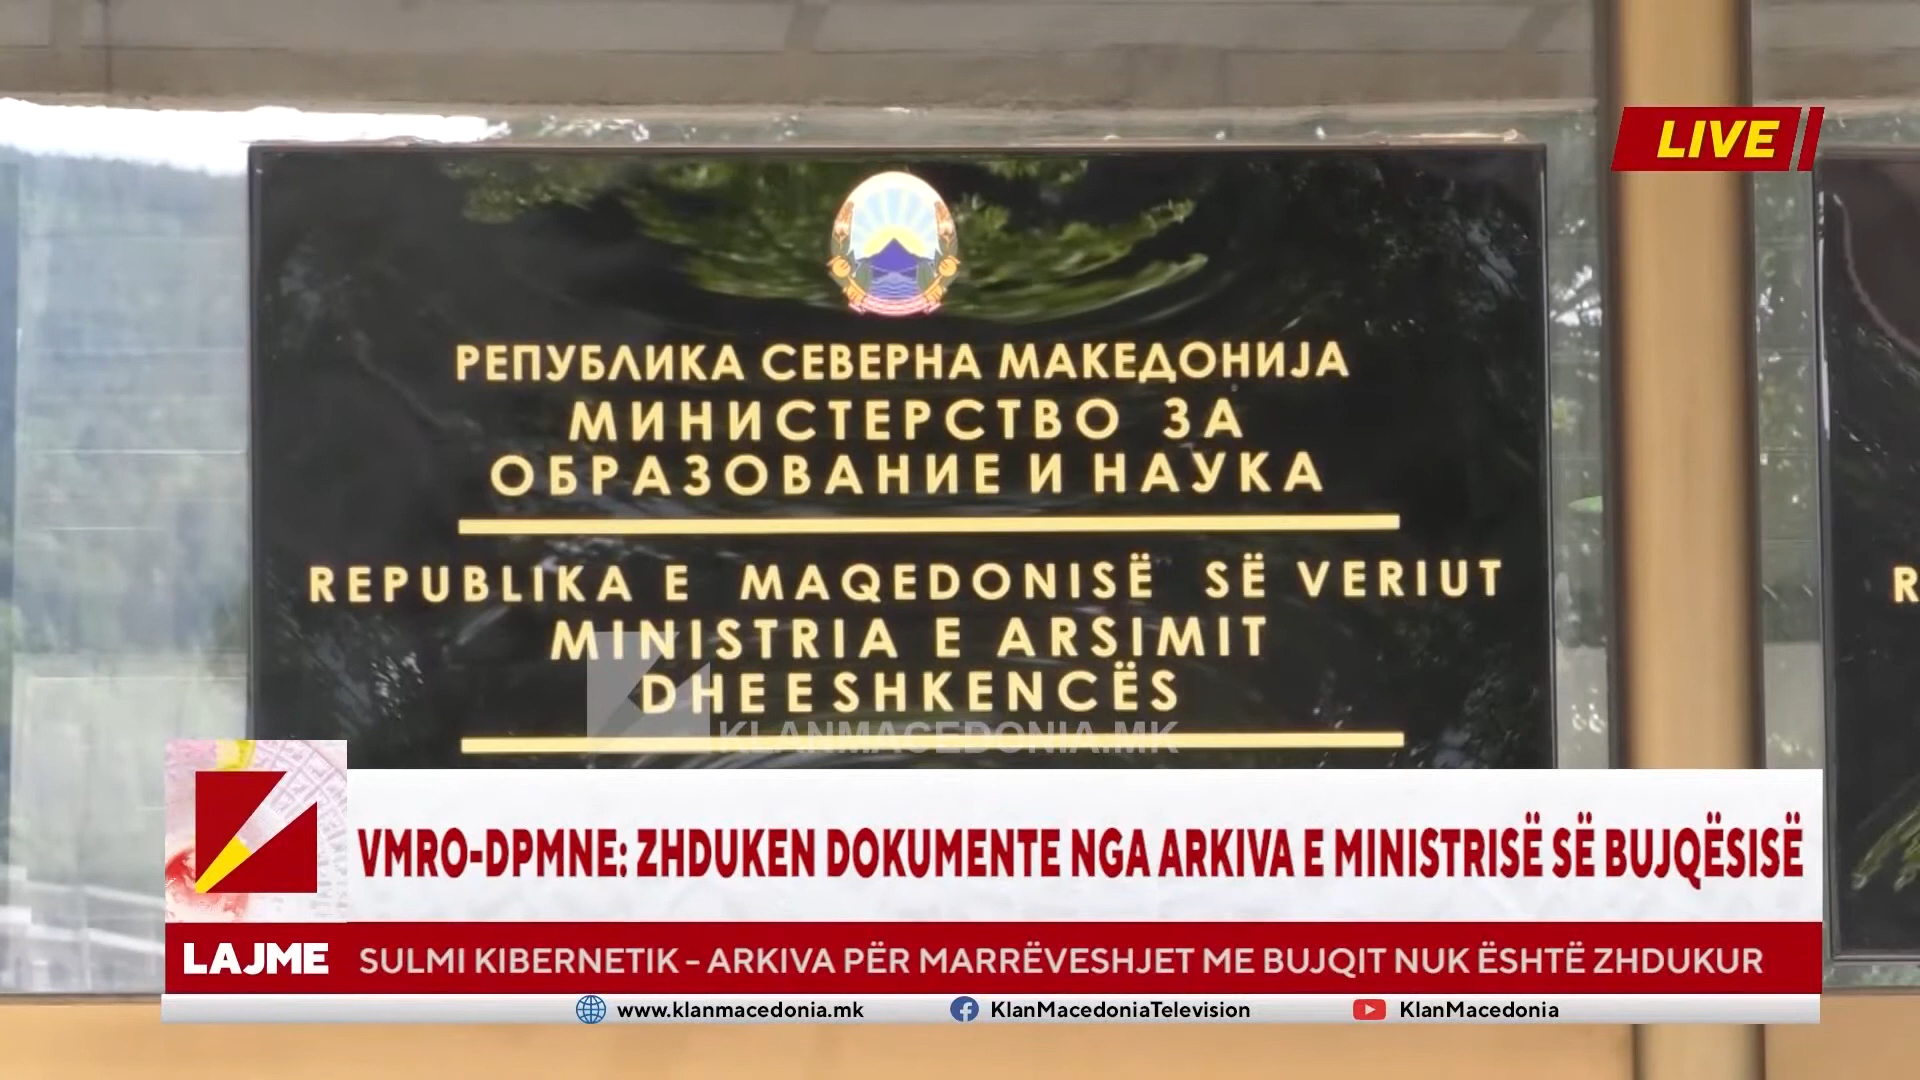 LIVE
РЕПУБЛИКА СЕВЕРНА МАКЕДОНИЈА
МИНИСТЕРСТВО ЗА
ОБРАЗОВАНИЕ И НАУКА
REPUBLIKA E MAQEDONISË SË VERIUT
MINISTRIA E ARSIMIT
DHE E ESHKENCËS
KLANMACEDONIA.MK
R
VMRO-DPMNE: ZHDUKEN DOKUMENTE NGA ARKIVA E MINISTRISË SË BUJQËSISË
LAJME SULMI KIBERNETIK – ARKIVA PËR MARRËVESHJET ME BUJQIT NUK ËSHTË ZHDUKUR
www.klanmacedonia.mk KlanMacedoniaTelevision KlanMacedonia